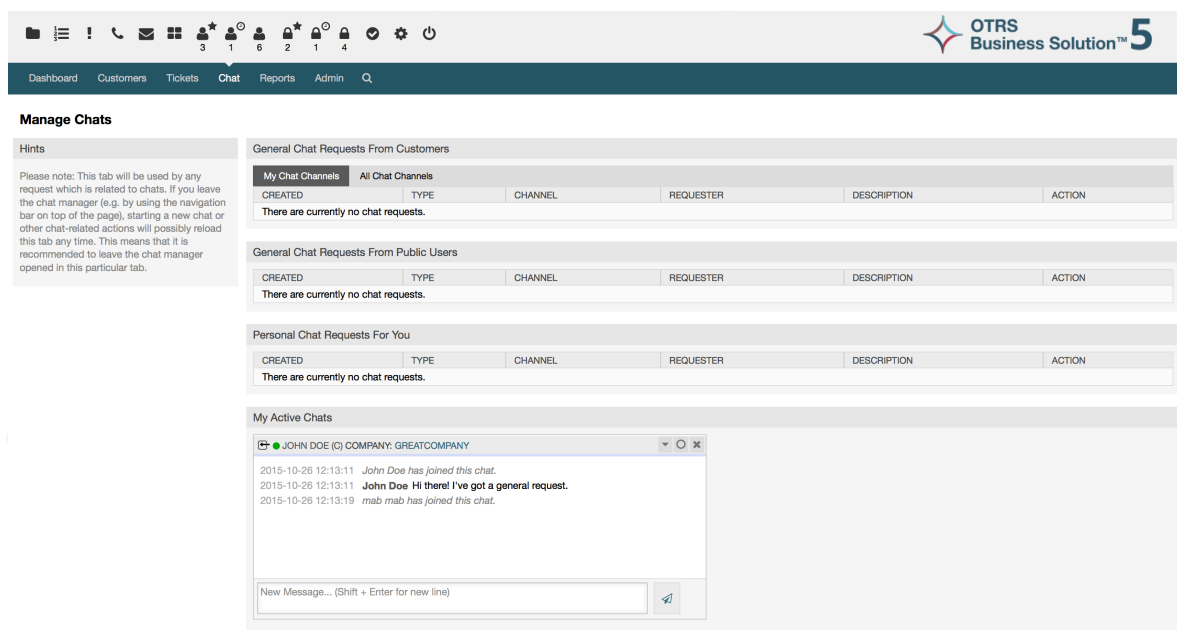 3 1 6 2 1 4
OTRS
Business Solution™ 5
Dashboard Customers Tickets Chat Reports Admin
Manage Chats
Hints
Please note: This tab will be used by any
request which is related to chats. If you leave
the chat manager (e.g. by using the navigation
bar on top of the page), starting a new chat or
other chat-related actions will possibly reload
this tab any time. This means that it is
recommended to leave the chat manager
opened in this particular tab.
General Chat Requests From Customers
My Chat Channels All Chat Channels
CREATED TYPE CHANNEL REQUESTER DESCRIPTION ACTION
There are currently no chat requests.
General Chat Requests From Public Users
CREATED TYPE CHANNEL REQUESTER DESCRIPTION ACTION
There are currently no chat requests.
Personal Chat Requests For You
CREATED TYPE CHANNEL REQUESTER DESCRIPTION ACTION
There are currently no chat requests.
My Active Chats
JOHN DOE (C) COMPANY: GREATCOMPANY
2015-10-26 12:13:11 John Doe has joined this chat.
2015-10-26 12:13:11 John Doe Hi there! I've got a general request.
2015-10-26 12:13:19 mab mab has joined this chat.
New Message... (Shift + Enter for new line)